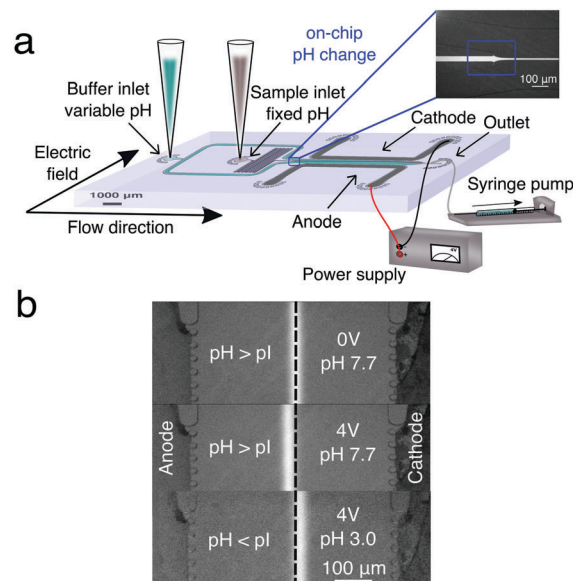 a
on-chip
pH change
100 µm
Buffer inlet
variable pH
Sample inlet
fixed pH
Cathode
Outlet
Electric
field
Syringe pump
1000 µm
Anode
Flow direction
4V
-
+
Power supply
b
pH > pI
0V
pH 7.7
Anode
pH > pI
4V
pH 7.7
Cathode
pH < pI
4V
pH 3.0
100 µm